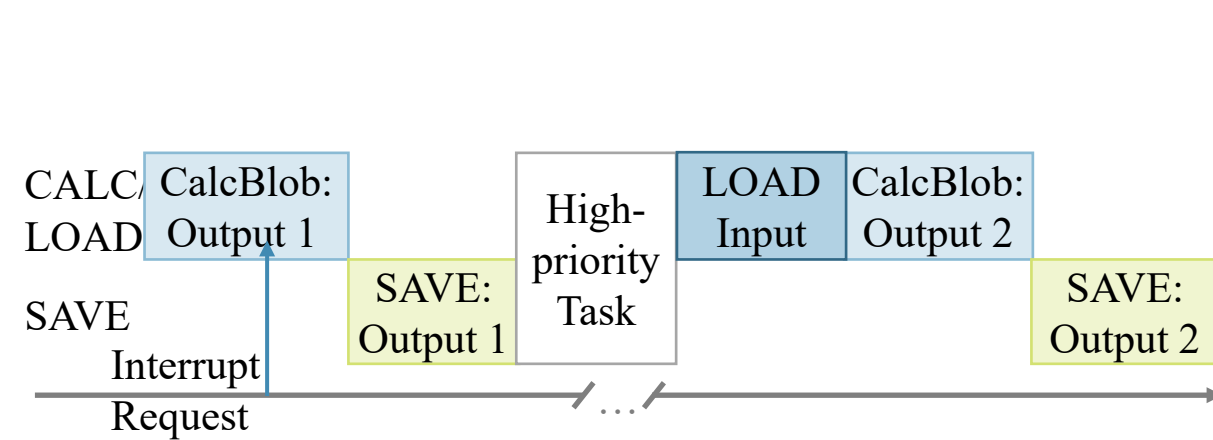 CALC/
LOAD
CalcBlob:
Output 1
High-
priority
Task
LOAD
Input
CalcBlob:
Output 2
SAVE
SAVE:
Output 1
SAVE:
Output 2
Interrupt
Request
...